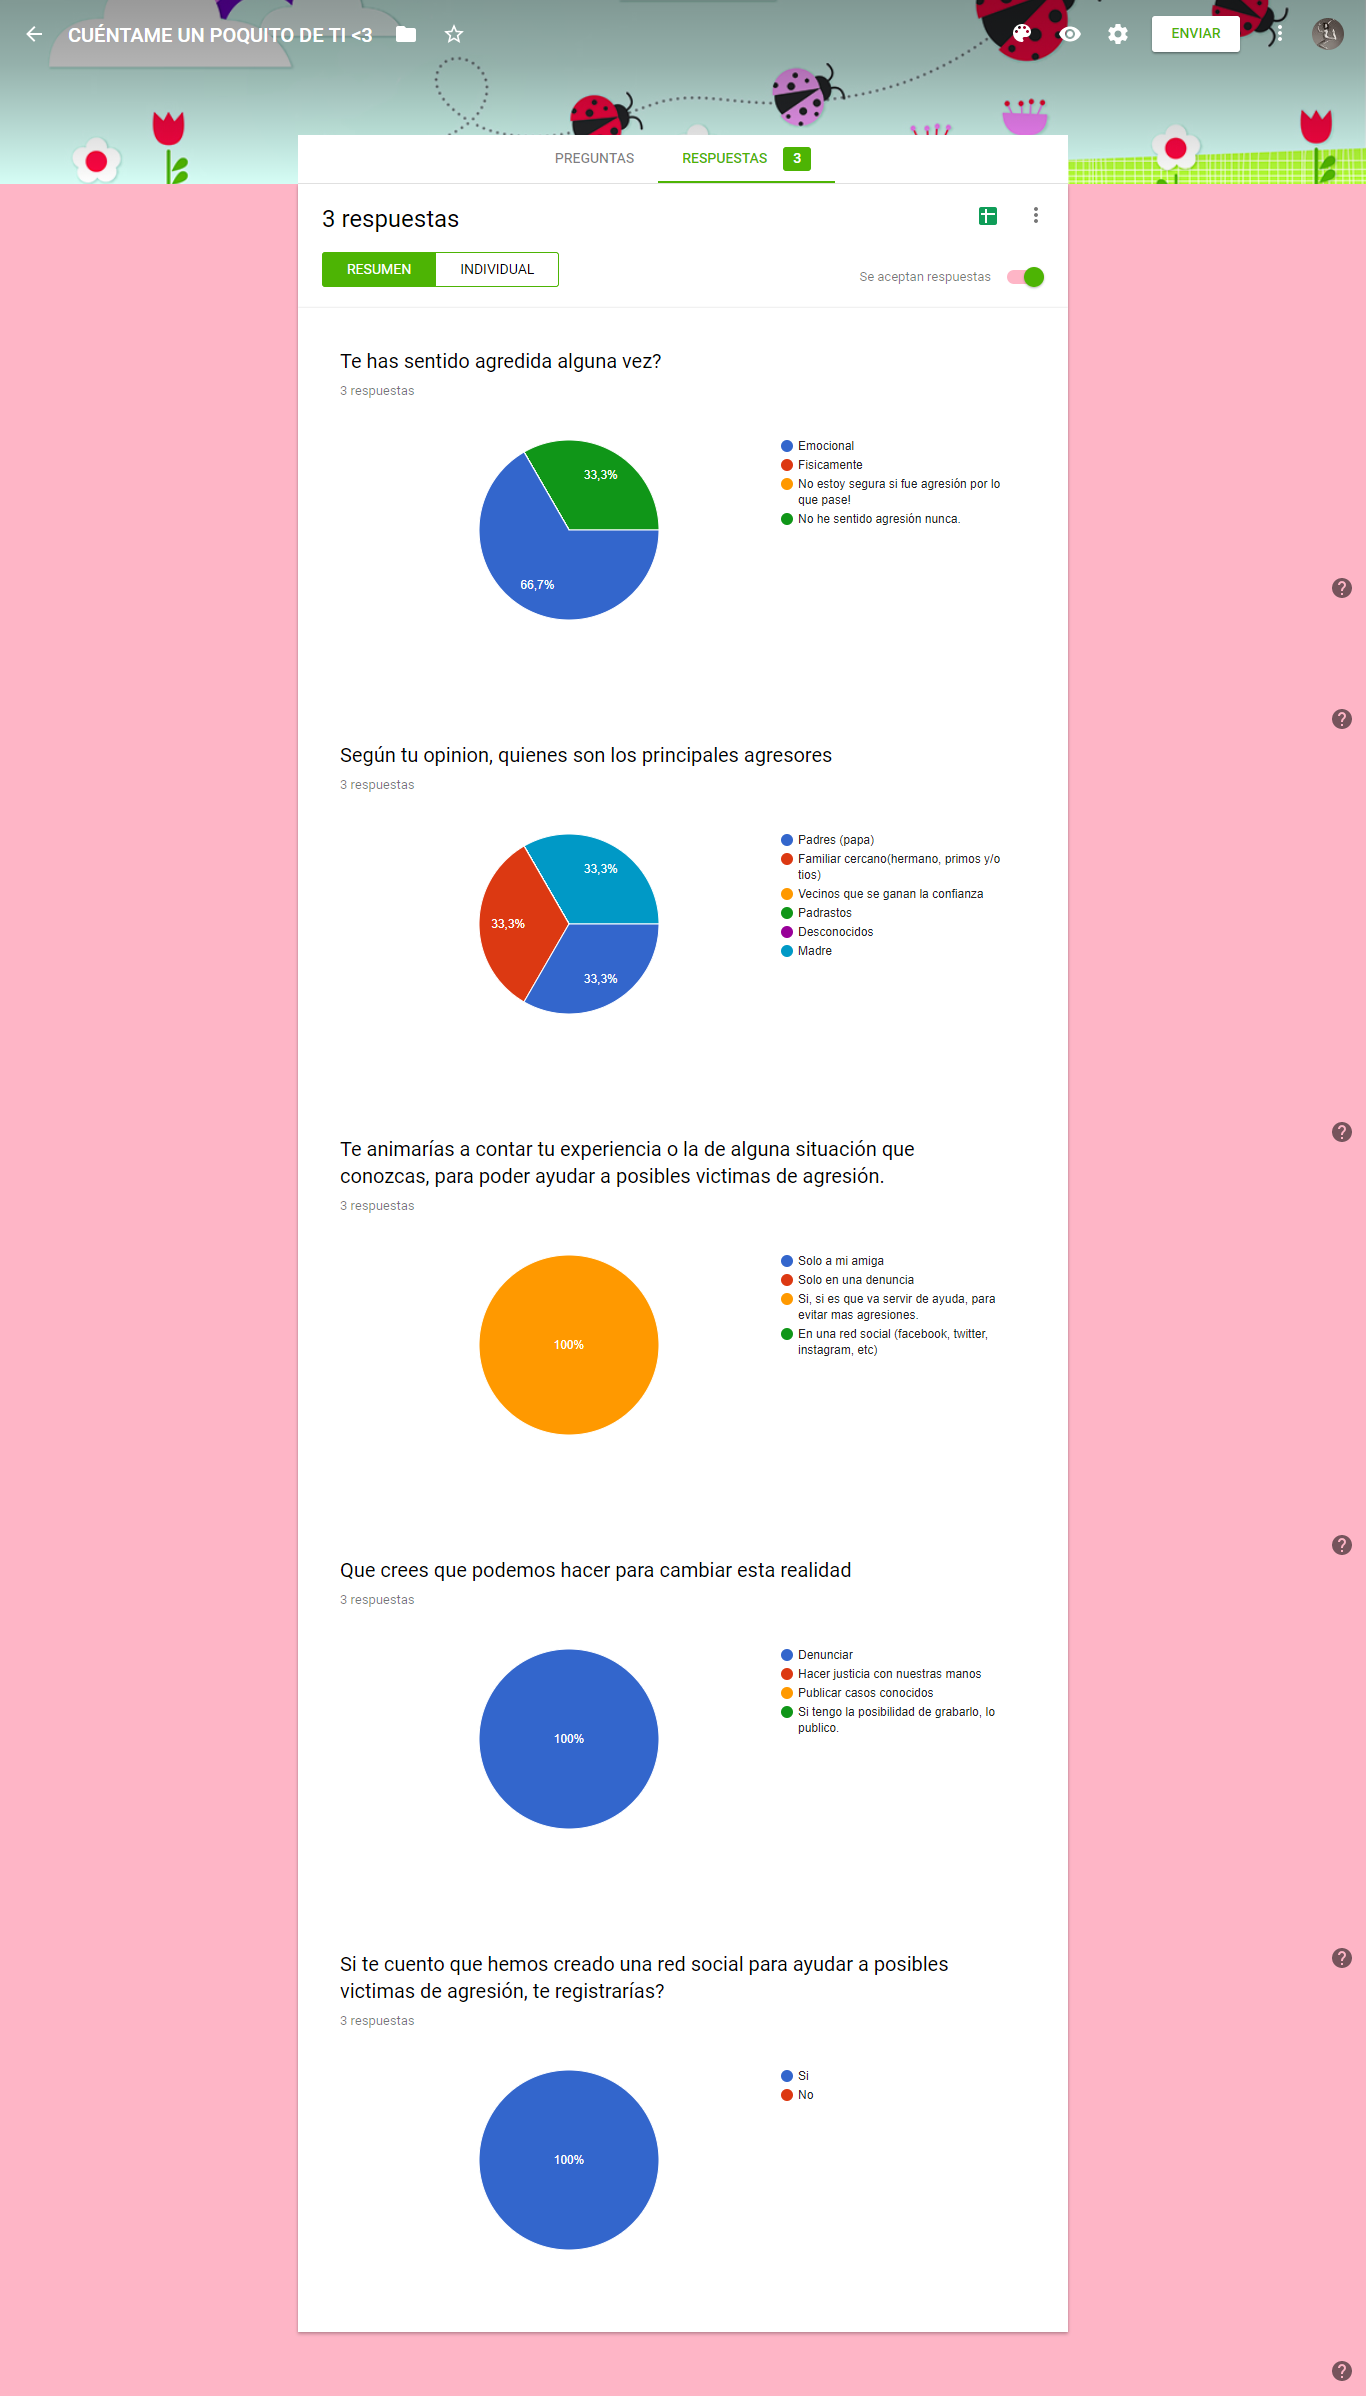 CUÉNTAME UN POQUITO DE TI <3
ENVIAR
PREGUNTAS
RESPUESTAS
3
3 respuestas
RESUMEN
INDIVIDUAL
Se aceptan respuestas
Te has sentido agredida alguna vez?
3 respuestas
33,3%
66,7%
Emocional
Fisicamente
No estoy segura si fue agresión por lo
que pase!
No he sentido agresión nunca.
Según tu opinion, quienes son los principales agresores
3 respuestas
33,3%
33,3%
33,3%
Padres (papa)
Familiar cercano(hermano, primos y/o
tios)
Vecinos que se ganan la confianza
Padrastos
Desconocidos
Madre
Te animarías a contar tu experiencia o la de alguna situación que
conozcas, para poder ayudar a posibles victimas de agresión.
3 respuestas
100%
Solo a mi amiga
Solo en una denuncia
Si, si es que va servir de ayuda, para
evitar mas agresiones.
En una red social (facebook, twitter,
instagram, etc)
Que crees que podemos hacer para cambiar esta realidad
3 respuestas
100%
Denunciar
Hacer justicia con nuestras manos
Publicar casos conocidos
Si tengo la posibilidad de grabarlo, lo
publico.
Si te cuento que hemos creado una red social para ayudar a posibles
victimas de agresión, te registrarías?
3 respuestas
100%
Si
No